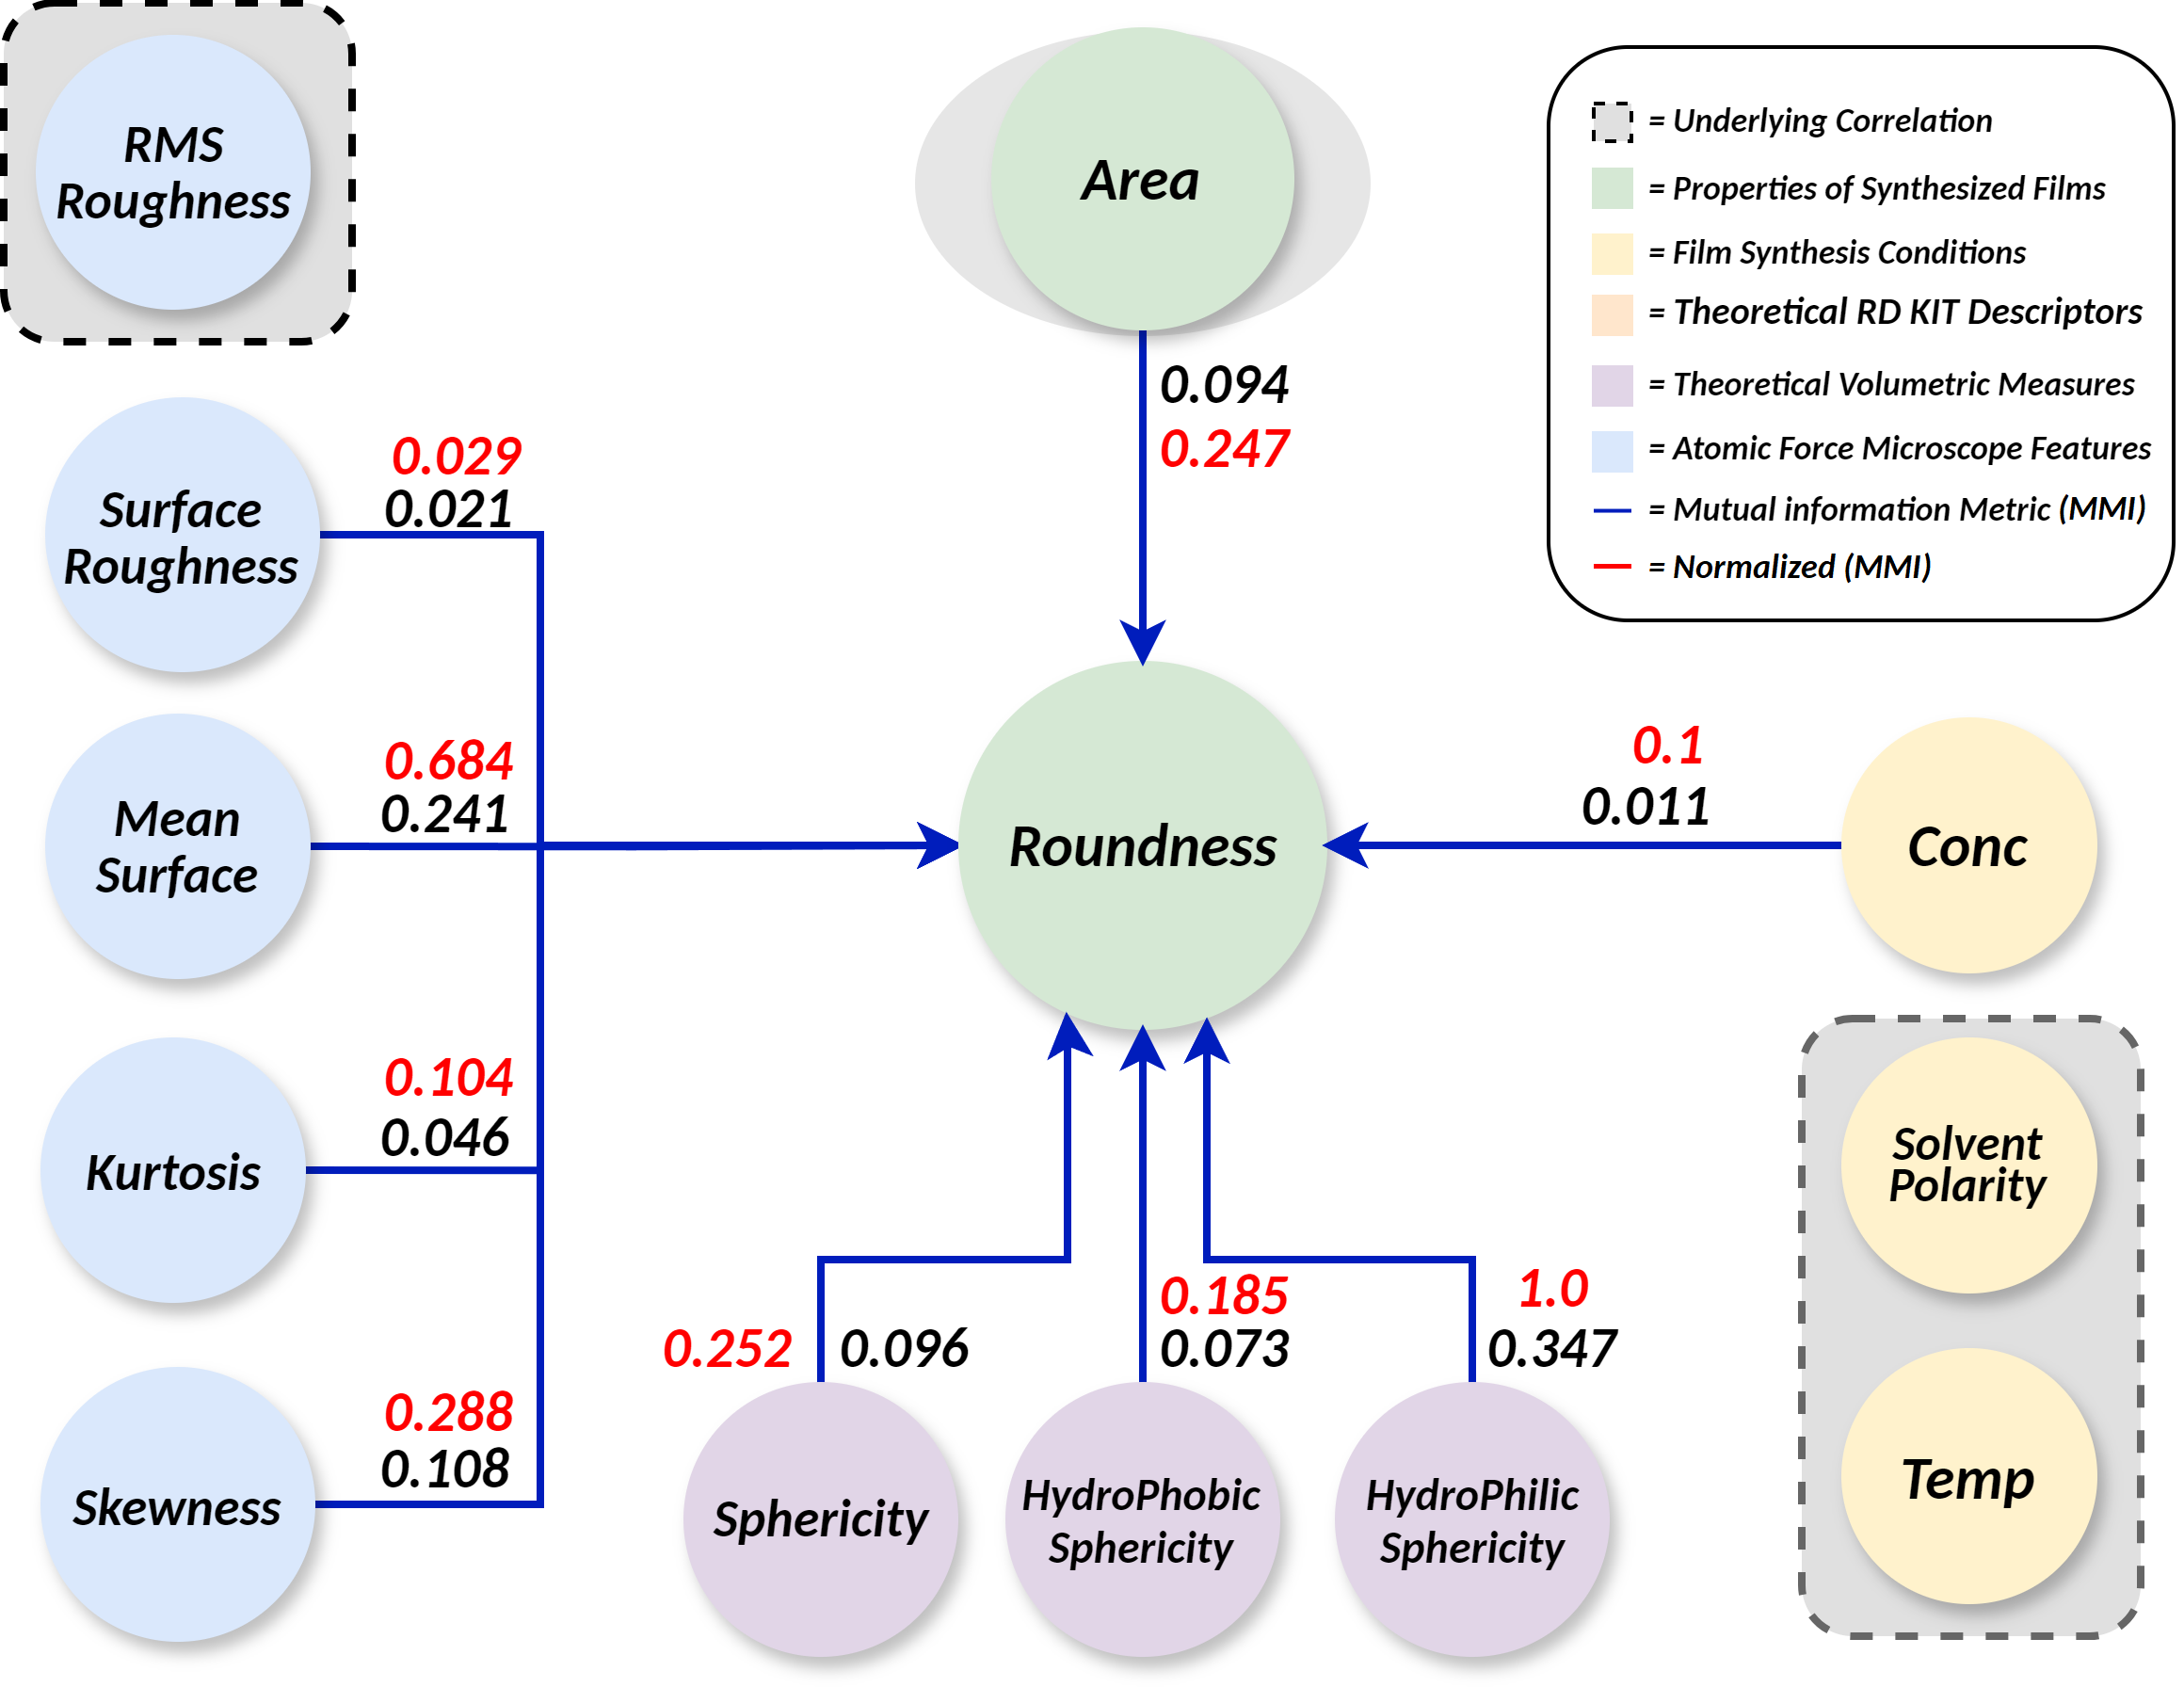 RMS
Roughness
Area
= Underlying Correlation
= Properties of Synthesized Films
= Film Synthesis Conditions
= Theoretical RD KIT Descriptors
= Theoretical Volumetric Measures
= Atomic Force Microscope Features
= Mutual information Metric (MMI)
= Normalized (MMI)
0.094
0.247
Surface
Roughness
0.029
0.021
Mean
Surface
0.684
0.241
Roundness
0.1
0.011
Conc
Kurtosis
0.104
0.046
Solvent
Polarity
Skewness
0.288
0.108
0.252
0.096
0.185
0.073
1.0
0.347
Sphericity
HydroPhobic
Sphericity
HydroPhilic
Sphericity
Temp